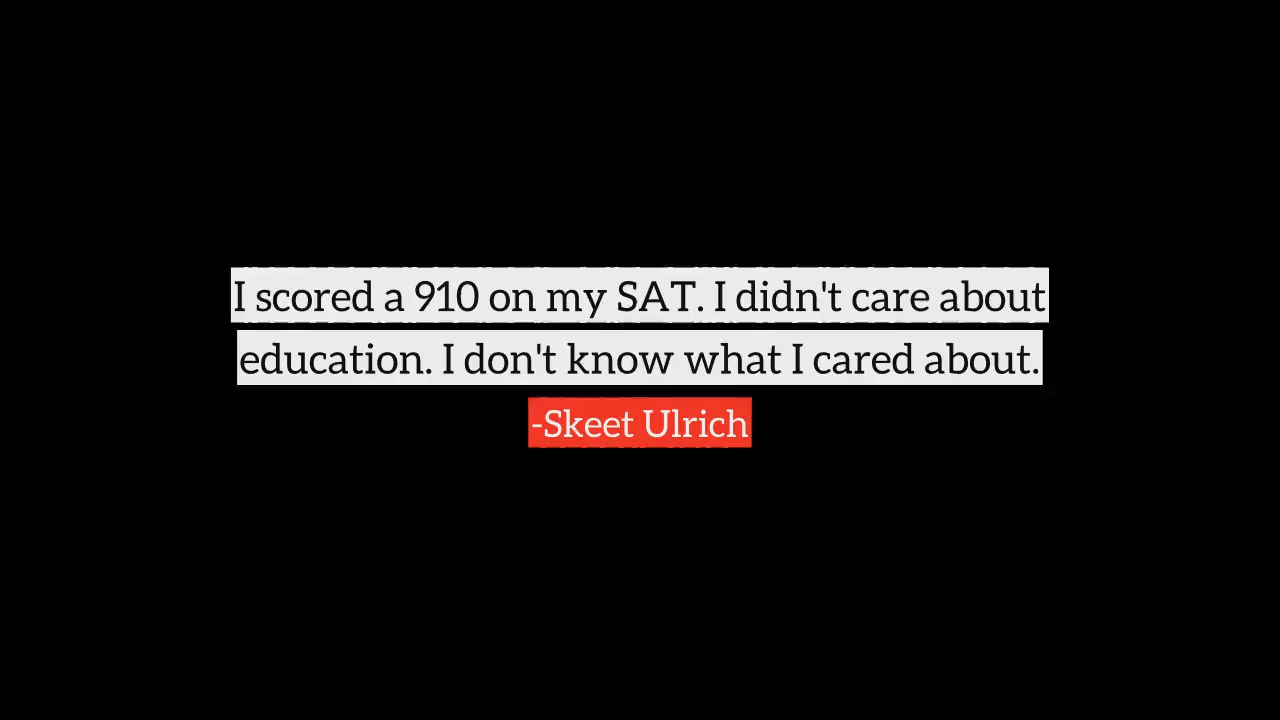 I scored a 910 on my SAT. I didn't care about
education. I don't know what I cared about.
-Skeet Ulrich